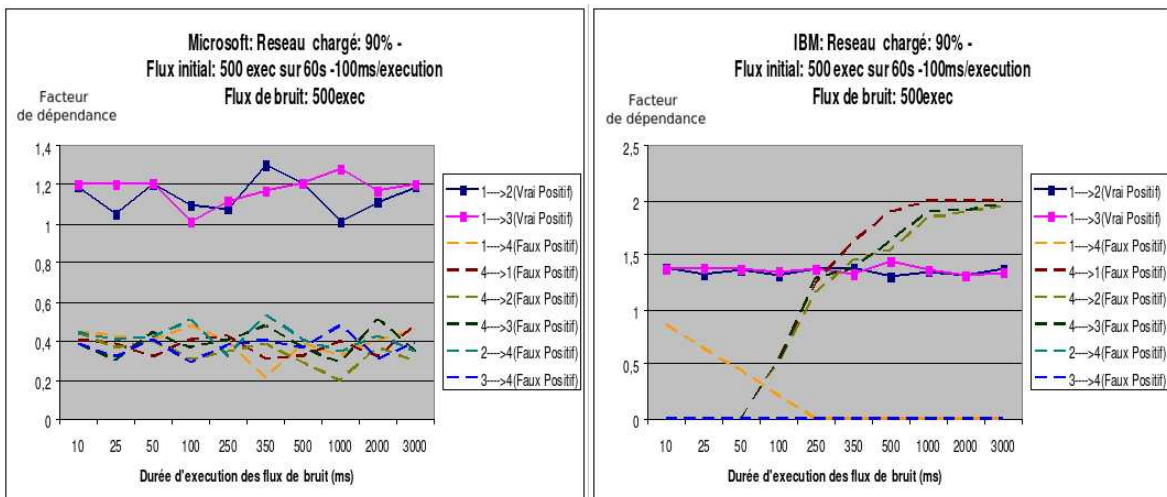 Microsoft: Reseau chargé: 90% -
Flux initial: 500 exec sur 60s -100ms/execution
Flux de bruit: 500exec
Facteur
de dépendance
1,4
1,2
1
0,8
0,6
0,4
0,2
0
10 25 50 100 250 350 500 1000 2000 3000
Durée d'execution des flux de bruit (ms)
1---->2(Vrai Positif)
1---->3(Vrai Positif)
1---->4(Faux Positif)
4---->1(Faux Positif)
4---->2(Faux Positif)
4---->3(Faux Positif)
2---->4(Faux Positif)
3---->4(Faux Positif)
IBM: Reseau chargé: 90% -
Flux initial: 500 exec sur 60s -100ms/execution
Flux de bruit: 500exec
Facteur
de dépendance
2,5
2
1,5
1
0,5
0
10 25 50 100 250 350 500 1000 2000 3000
Durée d'execution des flux de bruit (ms)
1---->2(Vrai Positif)
1---->3(Vrai Positif)
1---->4(Faux Positif)
4---->1(Faux Positif)
4---->2(Faux Positif)
4---->3(Faux Positif)
2---->4(Faux Positif)
3---->4(Faux Positif)